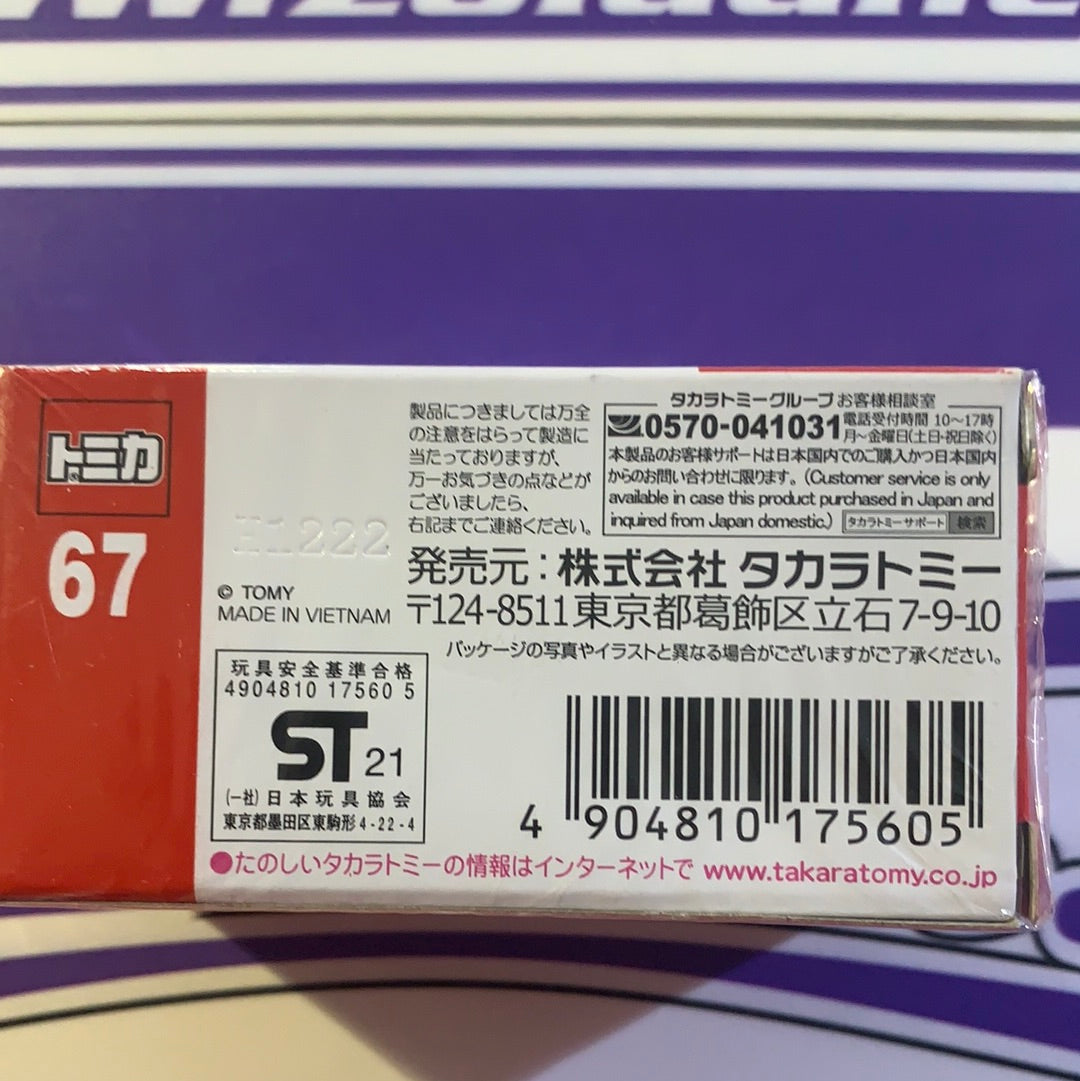 トミカ
67
H1222
© TOMY
MADE IN VIETNAM
製品につきましては万全
の注意をはらって製造に
当たっておりますが、
万一お気づきの点などが
ございましたら、
右記までご連絡ください。
タカラトミーグループ お客様相談室
0570-041031 電話受付時間 10〜17時
月〜金曜日(土日・祝日除く)
本製品のお客様サポートは日本国内でのご購入かつ日本国内
からのお問い合わせに限ります。(Customer service is only
available in case this product purchased in Japan and
inquired from Japan domestic.) タカラトミーサポート 検索
発売元:株式会社 タカラトミー
〒124-8511 東京都葛飾区立石 7-9-10
パッケージの写真やイラストと異なる場合がございますがご了承ください。
玩具安全基準合格
4904810 17560 5
ST 21
(一社) 日本玩具協会
東京都墨田区東駒形 4-22-4
4 904810 175605
●たのしいタカラトミーの情報はインターネットで www.takaratomy.co.jp